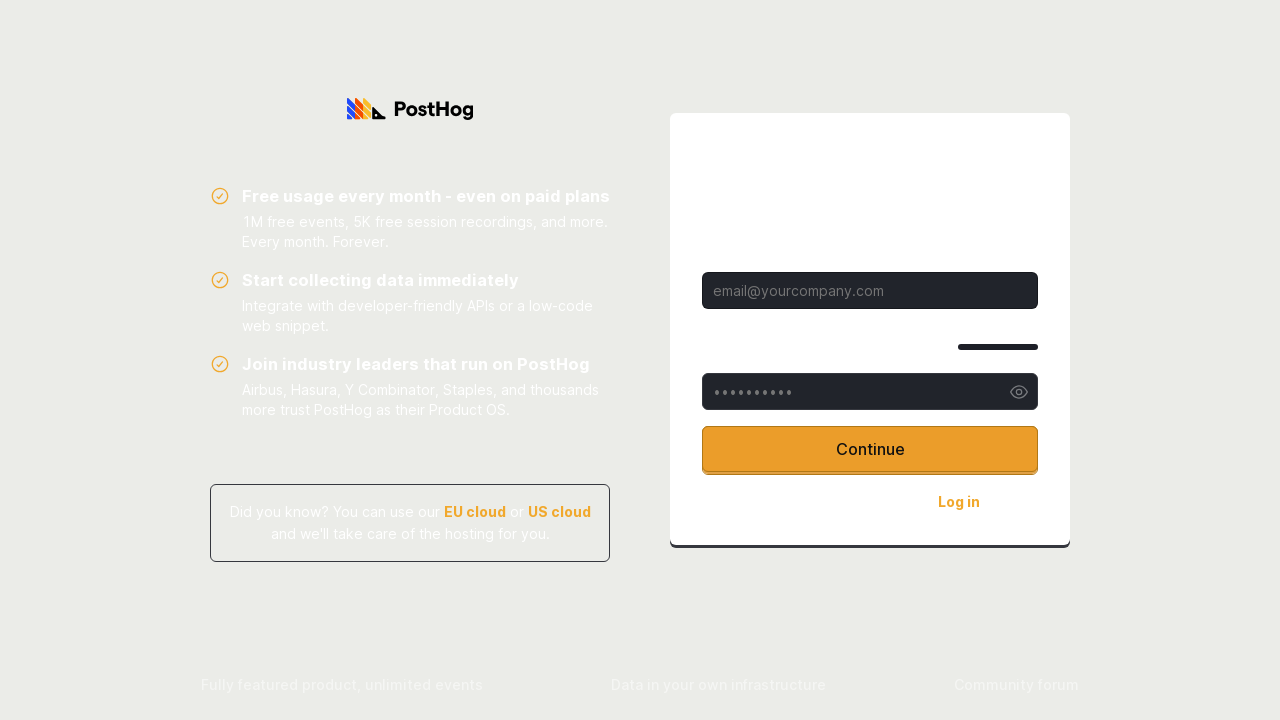 PostHog
Free usage every month - even on paid plans
1M free events, 5K free session recordings, and more.
Every month. Forever.
Start collecting data immediately
Integrate with developer-friendly APIs or a low-code
web snippet.
Join industry leaders that run on PostHog
Airbus, Hasura, Y Combinator, Staples, and thousands
more trust PostHog as their Product OS.
Did you know? You can use our EU cloud or US cloud
and we'll take care of the hosting for you.
email@yourcompany.com
Continue
Log in
Fully featured product, unlimited events
Data in your own infrastructure
Community forum